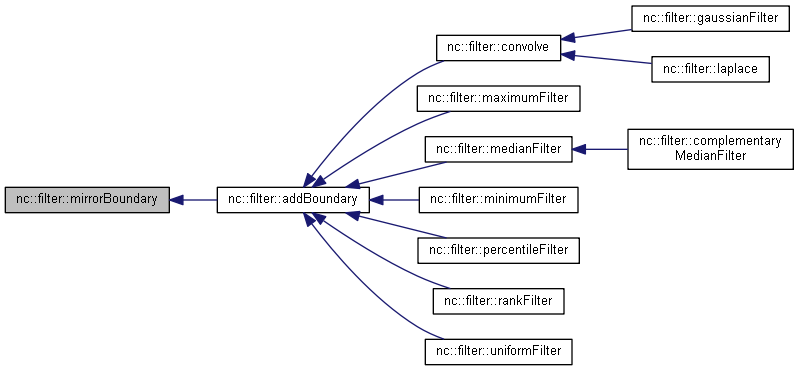 nc::filter::mirrorBoundary
nc::filter::addBoundary
nc::filter::convolve
nc::filter::gaussianFilter
nc::filter::laplace
nc::filter::maximumFilter
nc::filter::medianFilter
nc::filter::complementary
MedianFilter
nc::filter::minimumFilter
nc::filter::percentileFilter
nc::filter::rankFilter
nc::filter::uniformFilter